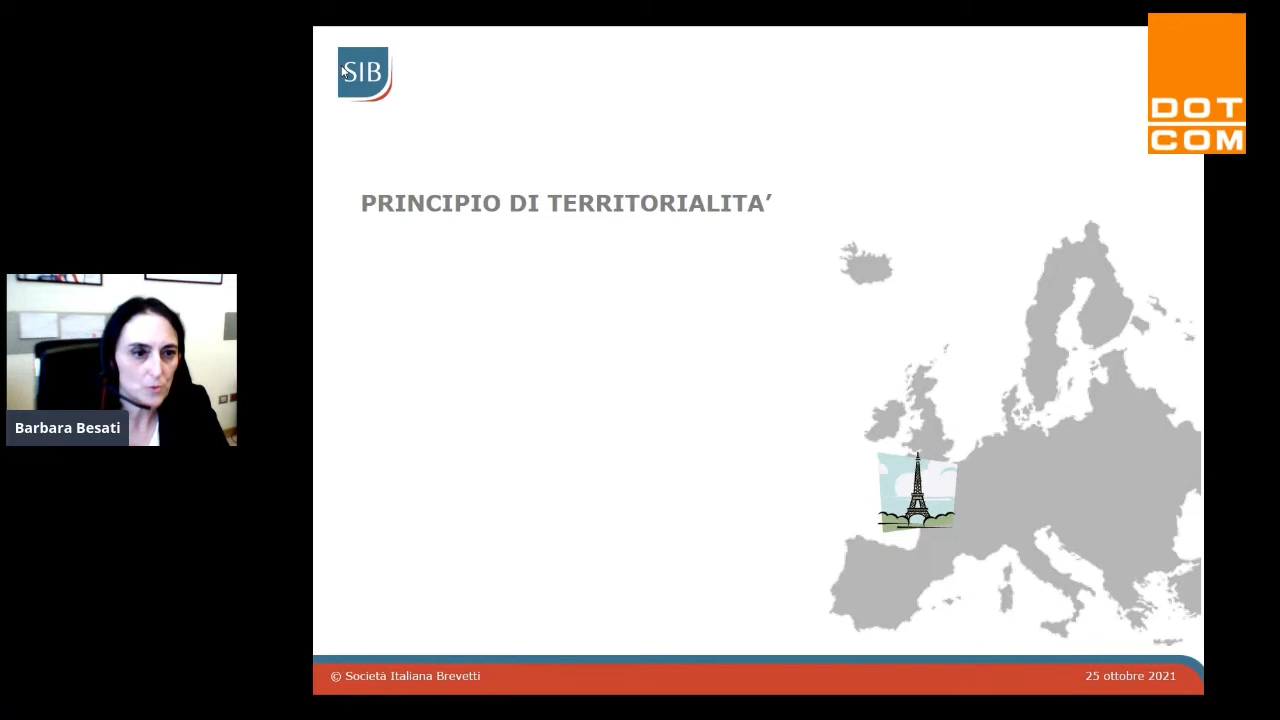 SIB
DOT
COM
PRINCIPIO DI TERRITORIALITA’
Barbara Besati
© Società Italiana Brevetti
25 ottobre 2021